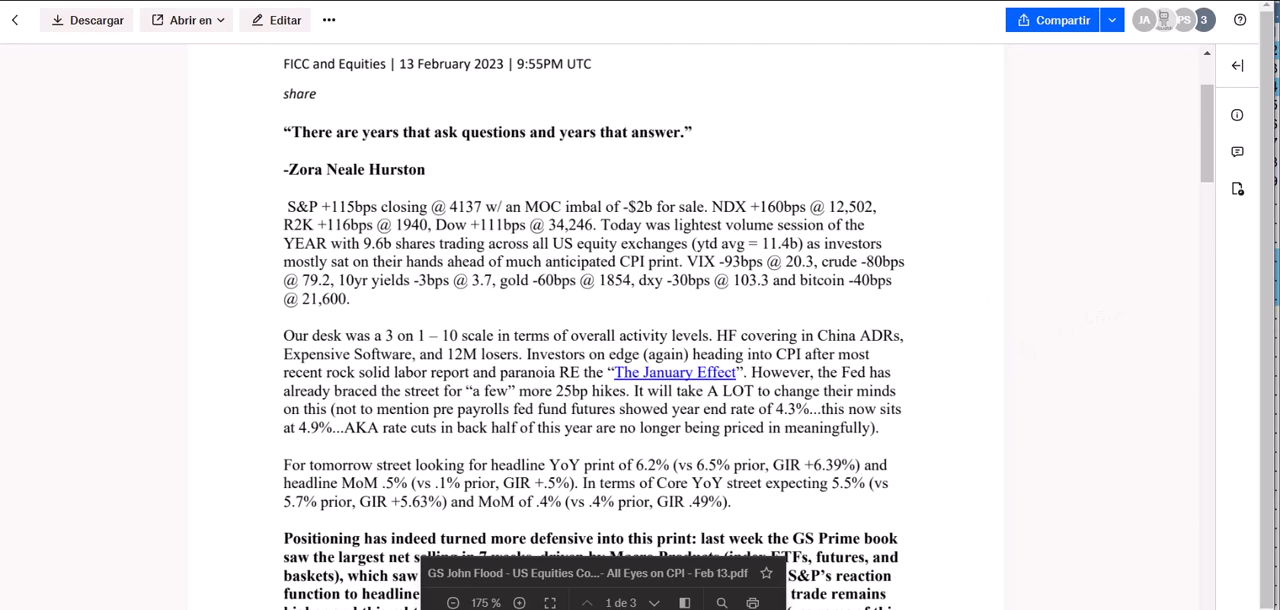 Descargar
Abrir en
Editar
Compartir
JA
PS
3
FICC and Equities | 13 February 2023 | 9:55PM UTC
share
“There are years that ask questions and years that answer.”
-Zora Neale Hurston
S&P +115bps closing @ 4137 w/ an MOC imbal of -$2b for sale. NDX +160bps @ 12,502,
R2K +116bps @ 1940, Dow +111bps @ 34,246. Today was lightest volume session of the
YEAR with 9.6b shares trading across all US equity exchanges (ytd avg = 11.4b) as investors
mostly sat on their hands ahead of much anticipated CPI print. VIX -93bps @ 20.3, crude -80bps
@ 79.2, 10yr yields -3bps @ 3.7, gold -60bps @ 1854, dxy -30bps @ 103.3 and bitcoin -40bps
@ 21,600.
Our desk was a 3 on 1 – 10 scale in terms of overall activity levels. HF covering in China ADRs,
Expensive Software, and 12M losers. Investors on edge (again) heading into CPI after most
recent rock solid labor report and paranoia RE the “The January Effect”. However, the Fed has
already braced the street for “a few” more 25bp hikes. It will take A LOT to change their minds
on this (not to mention pre payrolls fed fund futures showed year end rate of 4.3%...this now sits
at 4.9%...AKA rate cuts in back half of this year are no longer being priced in meaningfully).
For tomorrow street looking for headline YoY print of 6.2% (vs 6.5% prior, GIR +6.39%) and
headline MoM .5% (vs .1% prior, GIR +.5%). In terms of Core YoY street expecting 5.5% (vs
5.7% prior, GIR +5.63%) and MoM of .4% (vs .4% prior, GIR .49%).
Positioning has indeed turned more defensive into this print: last week the GS Prime book
saw the largest net selling in 7 weeks, driven by Macro Products (index ETFs, futures, and
baskets), which saw
S&P’s reaction
function to headline
trade remains
GS John Flood - US Equities Co...- All Eyes on CPI - Feb 13.pdf
175 %
1 de 3